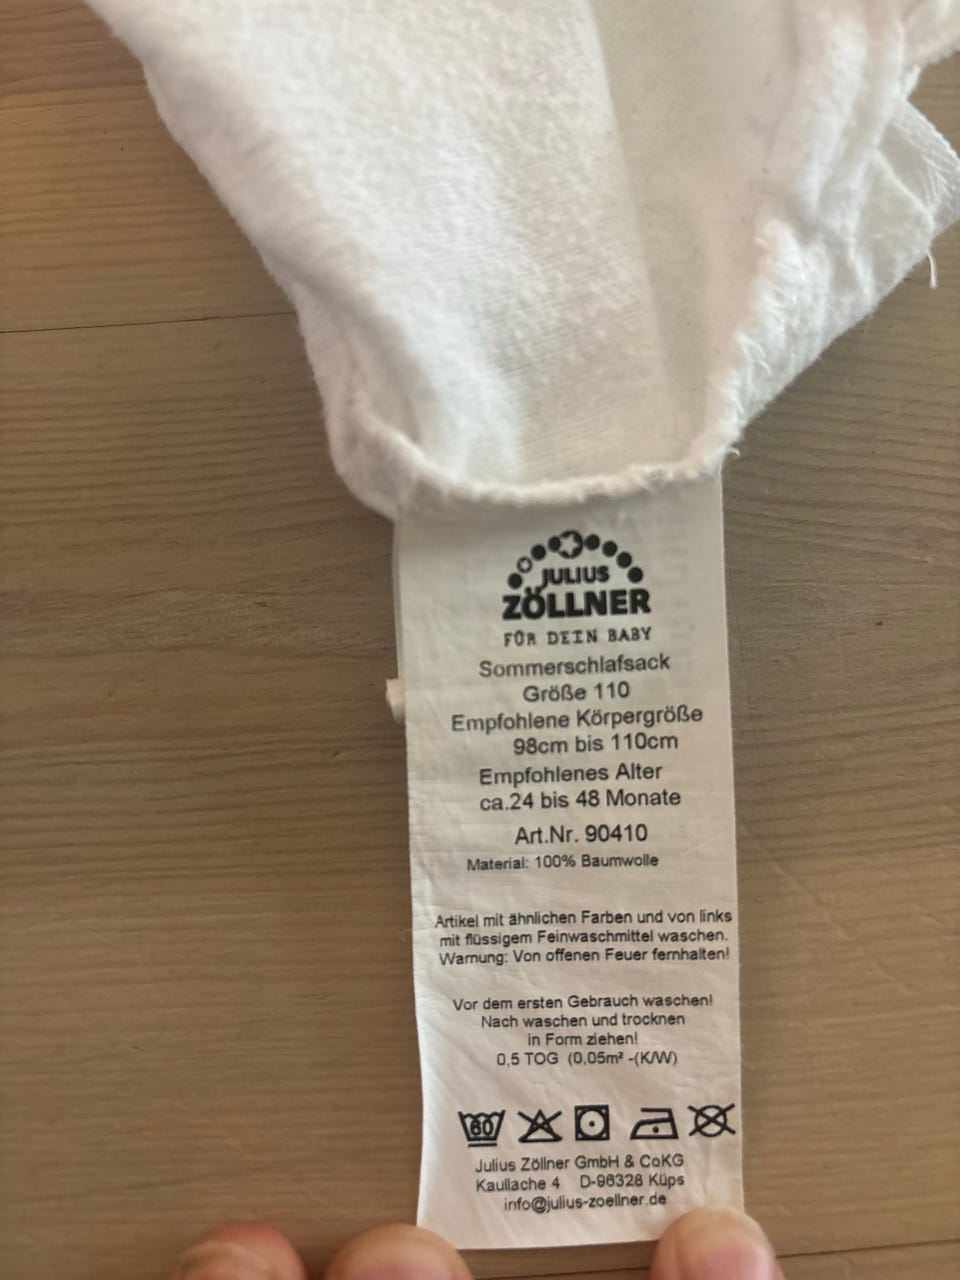 JULIUS
ZÖLLNER
FÜR DEIN BABY
Sommerschlafsack
Größe 110
Empfohlene Körpergröße
98cm bis 110cm
Empfohlenes Alter
ca.24 bis 48 Monate
Art.Nr. 90410
Material: 100% Baumwolle
Artikel mit ähnlichen Farben und von links
mit flüssigem Feinwaschmittel waschen.
Warnung: Von offenen Feuer fernhalten!
Vor dem ersten Gebrauch waschen!
Nach waschen und trocknen
in Form ziehen!
0,5 TOG (0,05m² -(K/W)
60
Julius Zöllner GmbH & CoKG
Kaullache 4 D-96328 Küps
info@julius-zoellner.de